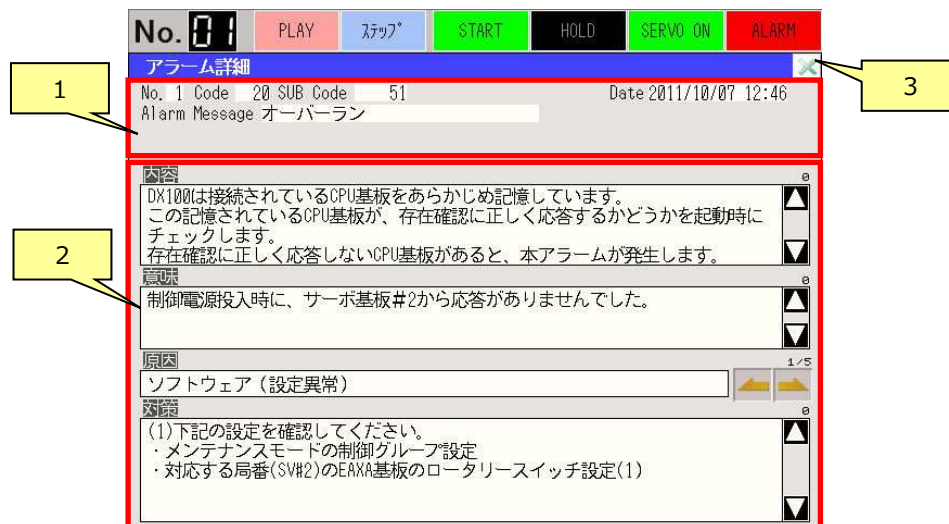 No. 01 PLAY ステップ START HOLD SERVO ON ALARM
アラーム詳細
1
3
No. 1 Code 20 SUB Code 51 Date 2011/10/07 12:46
Alarm Message オーバーラン
内容 0
DX100は接続されているCPU基板をあらかじめ記憶しています。
この記憶されているCPU基板が、存在確認に正しく応答するかどうかを起動時に
チェックします。
存在確認に正しく応答しないCPU基板があると、本アラームが発生します。
2
意味 0
制御電源投入時に、サーボ基板#2から応答がありませんでした。
原因 1/5
ソフトウェア(設定異常)
対策 0
(1)下記の設定を確認してください。
・メンテナンスモードの制御グループ設定
・対応する局番(SV#2)のEAXA基板のロータリースイッチ設定(1)